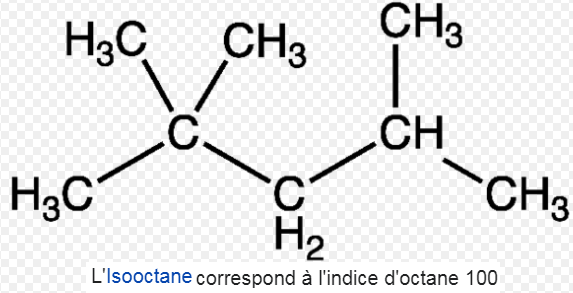 CH₃
H₃C CH₃
C CH
H₃C C CH₃
H₂
L'Isooctane correspond à l'indice d'octane 100